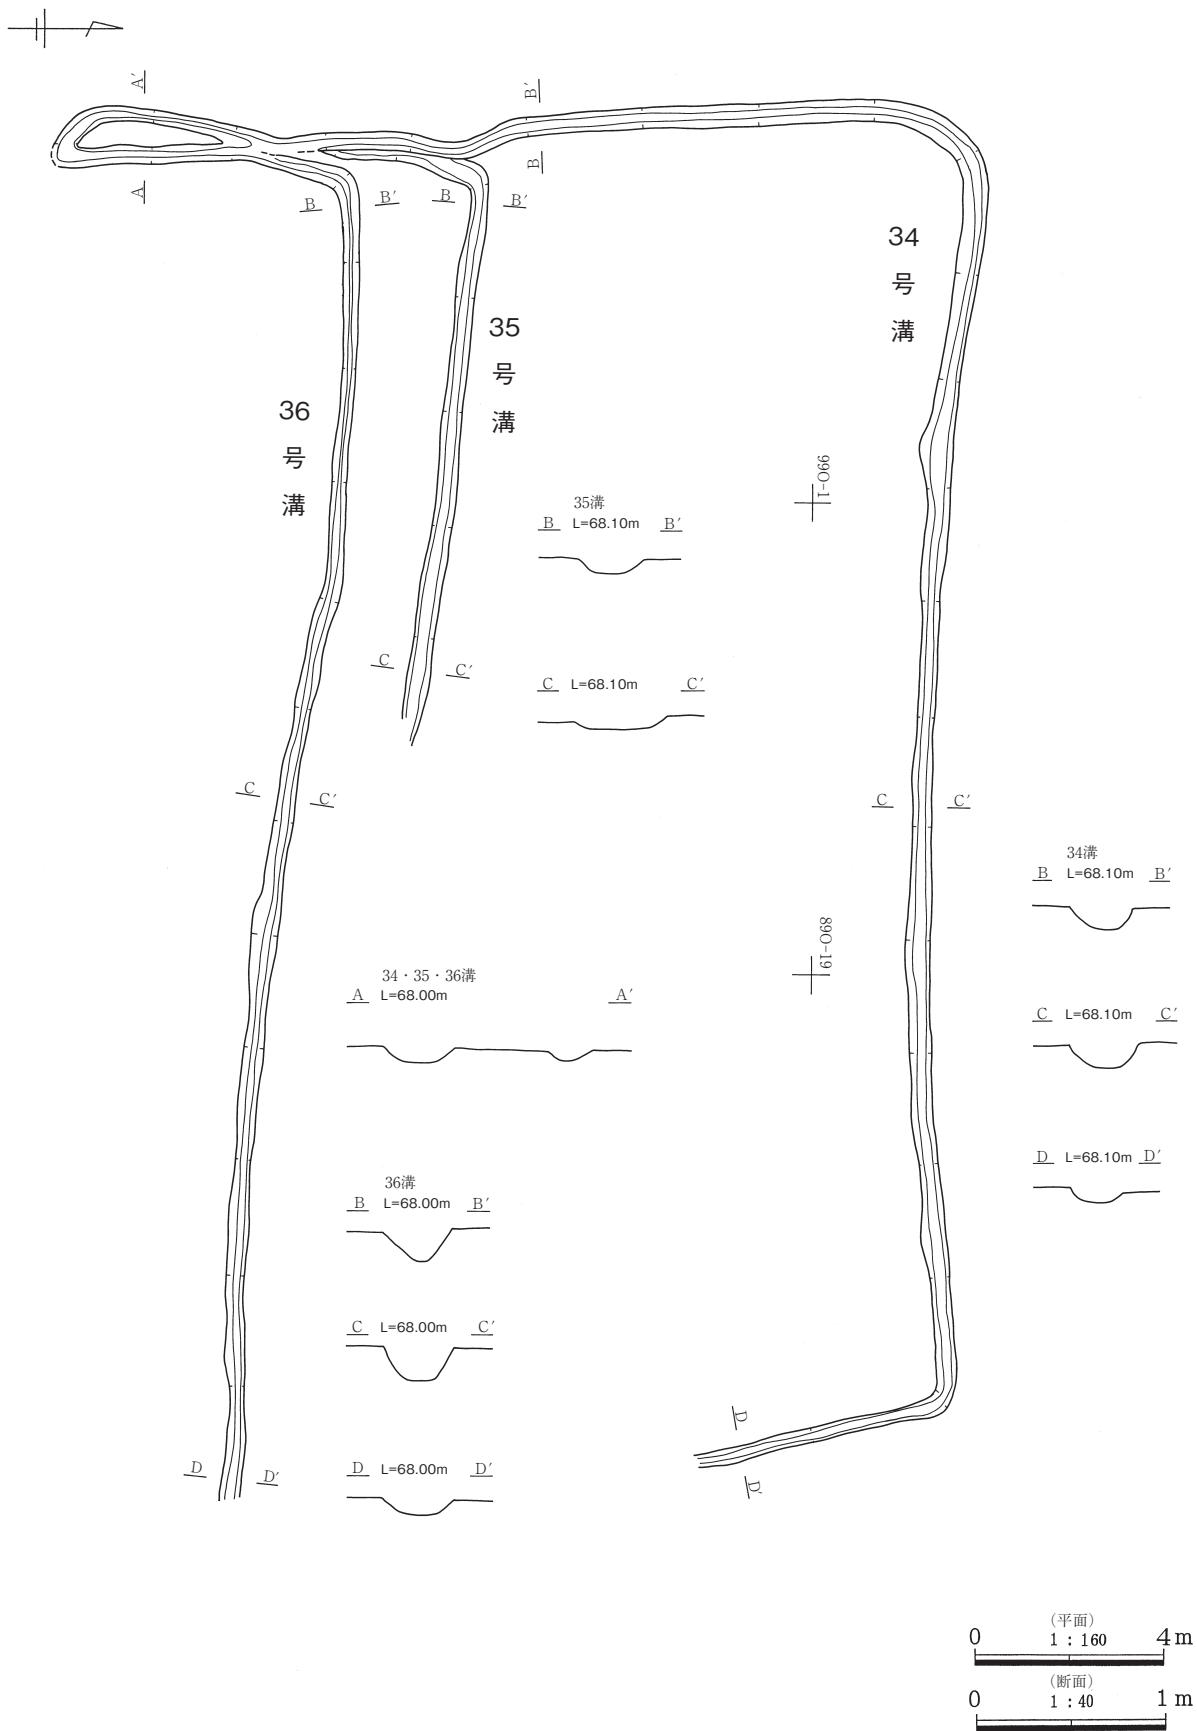 A′
B′
A
B
B
B′
B
B′
34
号
溝
35
号
溝
36
号
溝
990-1
35溝
B L=68.10m B′
C
C′
C L=68.10m C′
C
C′
C
C′
34溝
B L=68.10m B′
890-19
34・35・36溝
A L=68.00m A′
C L=68.10m C′
D L=68.10m D′
36溝
B L=68.00m B′
C L=68.00m C′
D
D′
D
D′
D L=68.00m D′
(平面)
0 1：160 4m
(断面)
0 1：40 1m